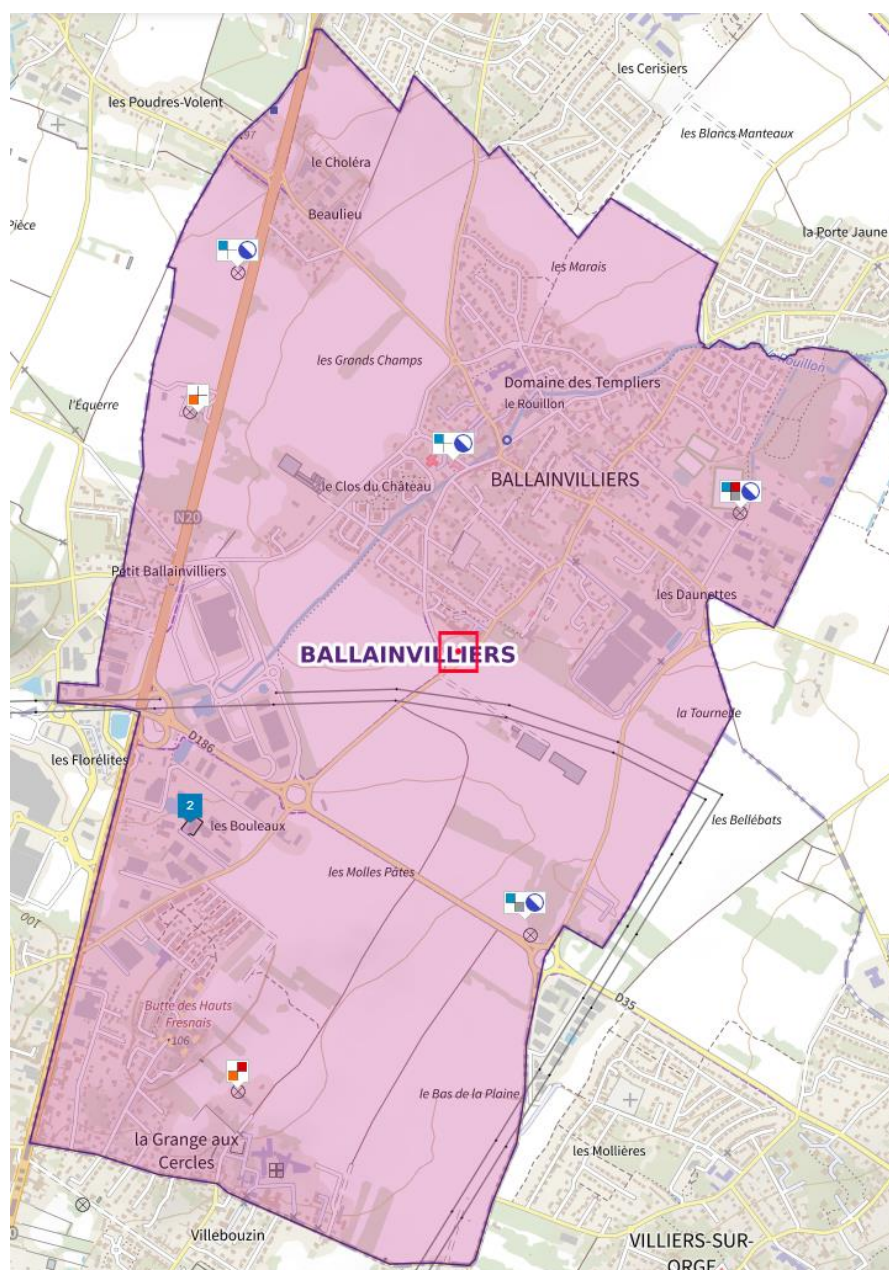 les Cerisiers
les Poudres-Volent
les Blancs Manteaux
le Choléra
Beaulieu
Pièce
la Porte Jaune
les Marais
les Grands Champs
Domaine des Templiers
le Rouillon
l'Équerre
le Clos du Château
BALLAINVILLIERS
N20
Petit Ballainvilliers
les Daunettes
BALLAINVILLIERS
la Tournelle
D186
les Florélites
2
les Bouleaux
les Bellébats
les Molles Pâtes
100
D35
Butte des Hauts
Fresnais
106
le Bas de la Plaine
la Grange aux
Cercles
les Mollières
Villebouzin
VILLIERS-SUR-
ORGE